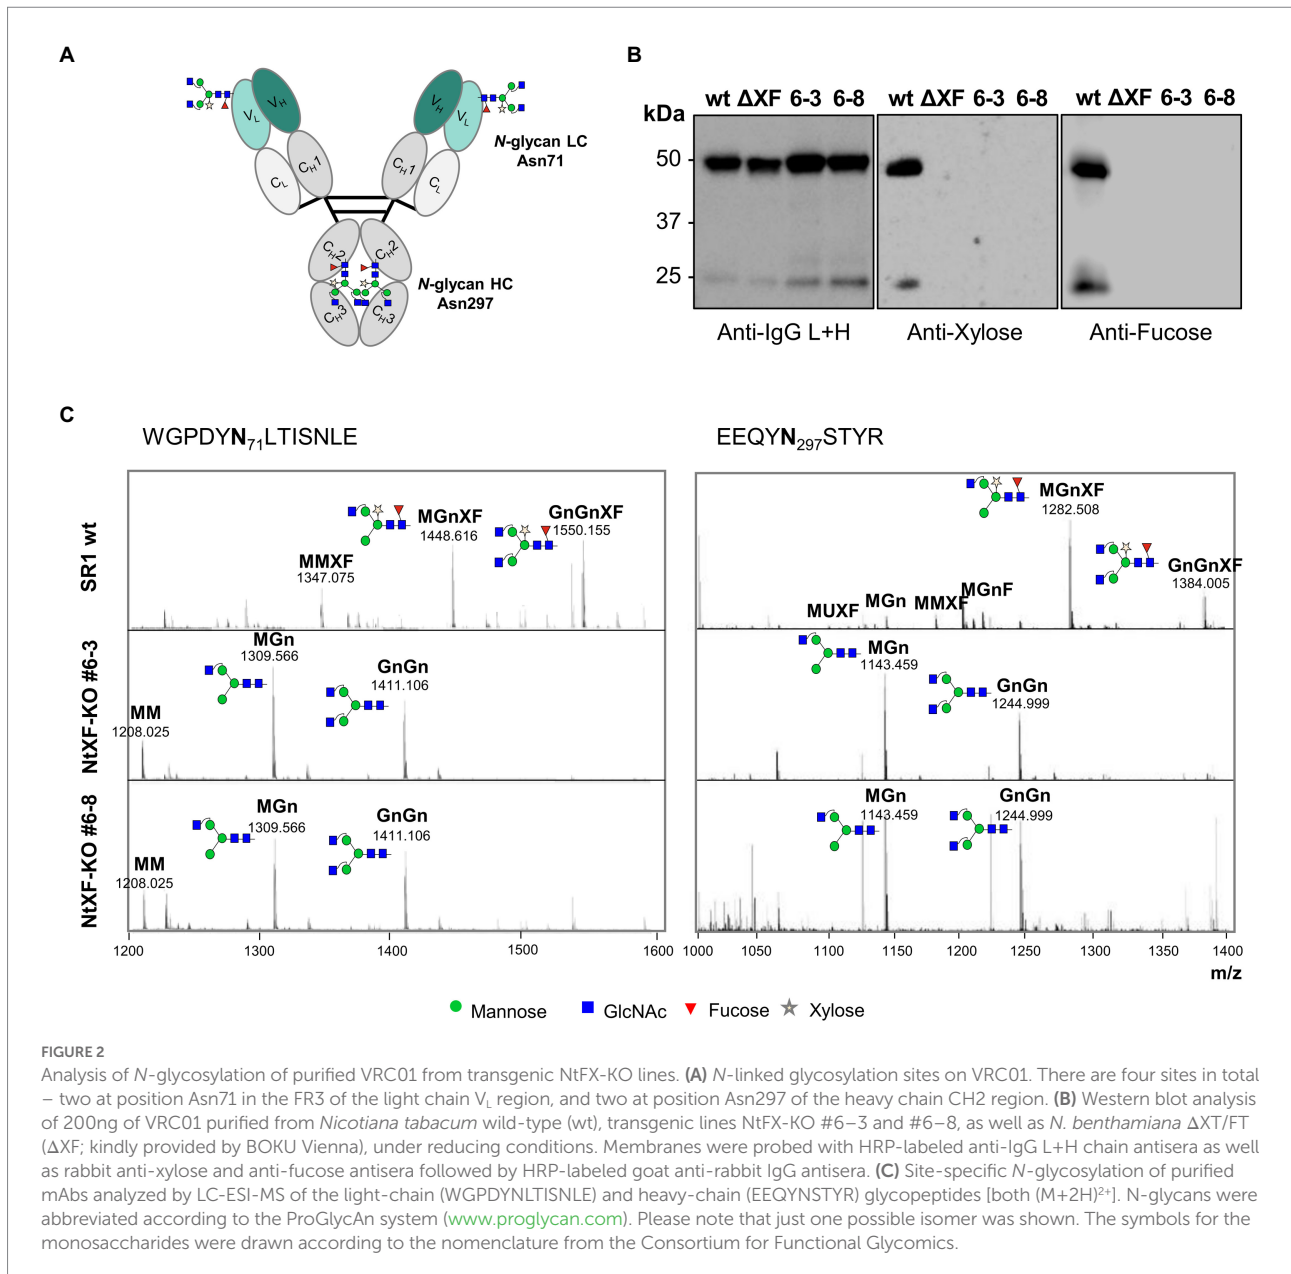 A
V_L
V_H
V_H
V_L
N-glycan LC
Asn71
C_L
C_H1
C_H1
C_L
C_H2
C_H2
N-glycan HC
Asn297
C_H3
C_H3
B
wt ΔXF 6-3 6-8
wt ΔXF 6-3 6-8
wt ΔXF 6-3 6-8
kDa
50
37
25
Anti-IgG L+H
Anti-Xylose
Anti-Fucose
C
WGPDYN71LTISNLE
EEQYN297STYR
SR1 wt
MMXF
1347.075
MGnXF
1448.616
GnGnXF
1550.155
MUXF
MGn
MMXF
MGnF
MGnXF
1282.508
GnGnXF
1384.005
NtXF-KO #6-3
MM
1208.025
MGn
1309.566
GnGn
1411.106
MGn
1143.459
GnGn
1244.999
NtXF-KO #6-8
MM
1208.025
MGn
1309.566
GnGn
1411.106
MGn
1143.459
GnGn
1244.999
1200 1300 1400 1500 1600
1000 1050 1100 1150 1200 1250 1300 1350 1400
m/z
Mannose GlcNAc Fucose Xylose
FIGURE 2
Analysis of N-glycosylation of purified VRC01 from transgenic NtFX-KO lines. (A) N-linked glycosylation sites on VRC01. There are four sites in total
– two at position Asn71 in the FR3 of the light chain V_L region, and two at position Asn297 of the heavy chain CH2 region. (B) Western blot analysis
of 200ng of VRC01 purified from Nicotiana tabacum wild-type (wt), transgenic lines NtFX-KO #6–3 and #6–8, as well as N. benthamiana ΔXT/FT
(ΔXF; kindly provided by BOKU Vienna), under reducing conditions. Membranes were probed with HRP-labeled anti-IgG L+H chain antisera as well
as rabbit anti-xylose and anti-fucose antisera followed by HRP-labeled goat anti-rabbit IgG antisera. (C) Site-specific N-glycosylation of purified
mAbs analyzed by LC-ESI-MS of the light-chain (WGPDYNLTISNLE) and heavy-chain (EEQYNSTYR) glycopeptides [both (M+2H)²⁺]. N-glycans were
abbreviated according to the ProGlycAn system (www.proglycan.com). Please note that just one possible isomer was shown. The symbols for the
monosaccharides were drawn according to the nomenclature from the Consortium for Functional Glycomics.